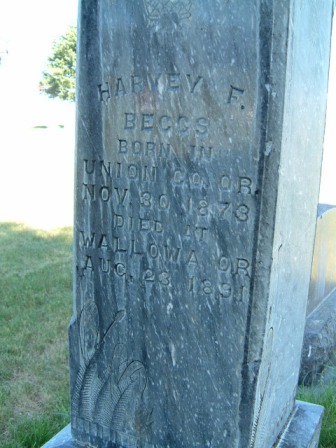 HARVEY F.
BEGGS
BORN IN
UNION CO. OR.
NOV. 30, 1873
DIED AT
WALLOWA OR.
AUG. 23, 1891